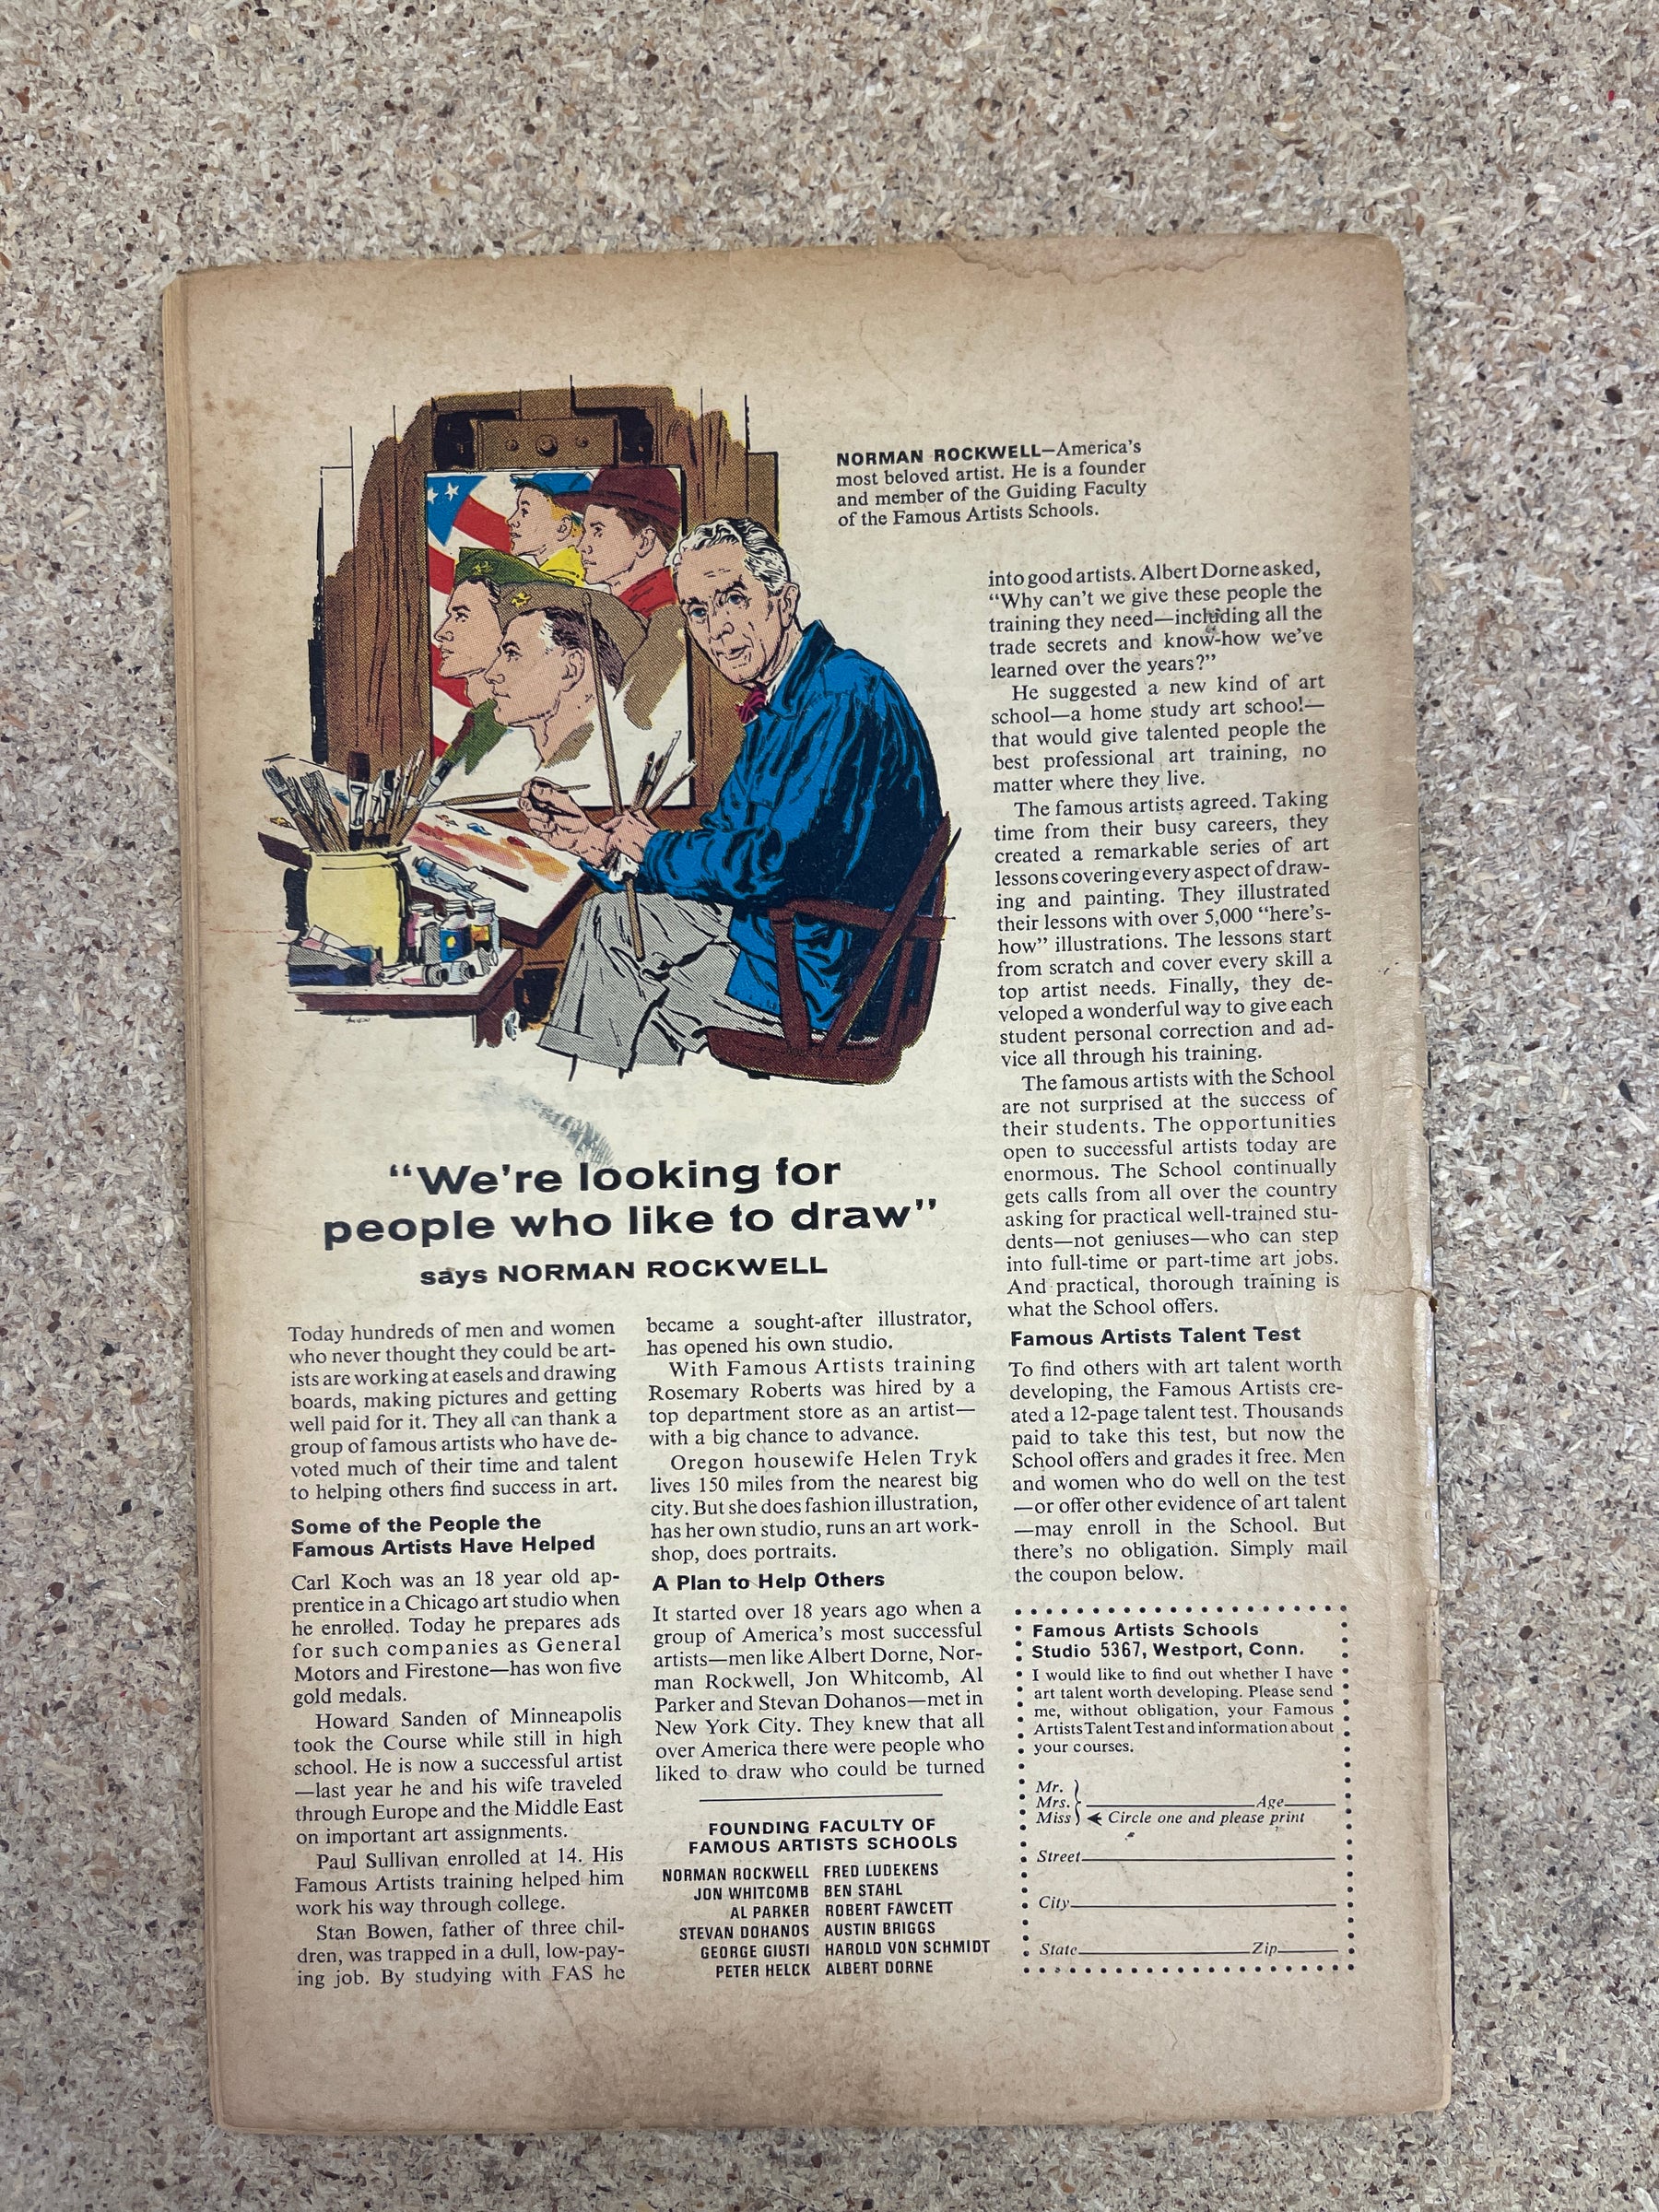 NORMAN ROCKWELL—America's
most beloved artist. He is a founder
and member of the Guiding Faculty
of the Famous Artists Schools.
"We're looking for
people who like to draw"
says NORMAN ROCKWELL
Today hundreds of men and women
who never thought they could be art-
ists are working at easels and drawing
boards, making pictures and getting
well paid for it. They all can thank a
group of famous artists who have de-
voted much of their time and talent
to helping others find success in art.
Some of the People the
Famous Artists Have Helped
Carl Koch was an 18 year old ap-
prentice in a Chicago art studio when
he enrolled. Today he prepares ads
for such companies as General
Motors and Firestone—has won five
gold medals.
Howard Sanden of Minneapolis
took the Course while still in high
school. He is now a successful artist
—last year he and his wife traveled
through Europe and the Middle East
on important art assignments.
Paul Sullivan enrolled at 14. His
Famous Artists training helped him
work his way through college.
Stan Bowen, father of three chil-
dren, was trapped in a dull, low-pay-
ing job. By studying with FAS he
became a sought-after illustrator,
has opened his own studio.
With Famous Artists training
Rosemary Roberts was hired by a
top department store as an artist—
with a big chance to advance.
Oregon housewife Helen Tryk
lives 150 miles from the nearest big
city. But she does fashion illustration,
has her own studio, runs an art work-
shop, does portraits.
A Plan to Help Others
It started over 18 years ago when a
group of America's most successful
artists—men like Albert Dorne, Nor-
man Rockwell, Jon Whitcomb, Al
Parker and Stevan Dohanos—met in
New York City. They knew that all
over America there were people who
liked to draw who could be turned
into good artists. Albert Dorne asked,
"Why can't we give these people the
training they need—including all the
trade secrets and know-how we've
learned over the years?"
He suggested a new kind of art
school—a home study art school—
that would give talented people the
best professional art training, no
matter where they live.
The famous artists agreed. Taking
time from their busy careers, they
created a remarkable series of art
lessons covering every aspect of draw-
ing and painting. They illustrated
their lessons with over 5,000 "here's-
how" illustrations. The lessons start
from scratch and cover every skill a
top artist needs. Finally, they de-
veloped a wonderful way to give each
student personal correction and ad-
vice all through his training.
The famous artists with the School
are not surprised at the success of
their students. The opportunities
open to successful artists today are
enormous. The School continually
gets calls from all over the country
asking for practical well-trained stu-
dents—not geniuses—who can step
into full-time or part-time art jobs.
And practical, thorough training is
what the School offers.
Famous Artists Talent Test
To find others with art talent worth
developing, the Famous Artists cre-
ated a 12-page talent test. Thousands
paid to take this test, but now the
School offers and grades it free. Men
and women who do well on the test
—or offer other evidence of art talent
—may enroll in the School. But
there's no obligation. Simply mail
the coupon below.
FOUNDING FACULTY OF
FAMOUS ARTISTS SCHOOLS
NORMAN ROCKWELL FRED LUDEKENS
JON WHITCOMB BEN STAHL
AL PARKER ROBERT FAWCETT
STEVAN DOHANOS AUSTIN BRIGGS
GEORGE GIUSTI HAROLD VON SCHMIDT
PETER HELCK ALBERT DORNE
Famous Artists Schools
Studio 5367, Westport, Conn.
I would like to find out whether I have
art talent worth developing. Please send
me, without obligation, your Famous
Artists Talent Test and information about
your courses.
Mr.
Mrs. Age
Miss Circle one and please print
Street
City
State Zip